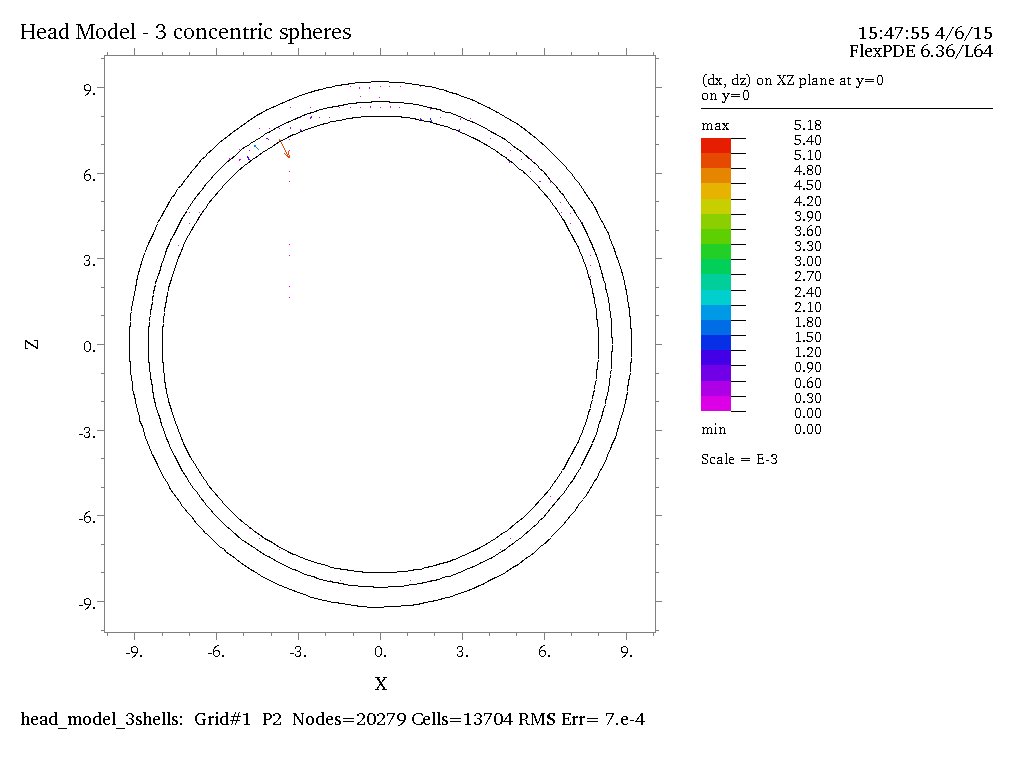 Head Model - 3 concentric spheres
15:47:55 4/6/15
FlexPDE 6.36/L64
(dx, dz) on XZ plane at y=0
on y=0
max 5.18
5.40
5.10
4.80
4.50
4.20
3.90
3.60
3.30
3.00
2.70
2.40
2.10
1.80
1.50
1.20
0.90
0.60
0.30
0.00
min 0.00
Scale = E-3
9.
6.
3.
0.
-3.
-6.
-9.
Z
-9. -6. -3. 0. 3. 6. 9.
X
head_model_3shells: Grid#1 P2 Nodes=20279 Cells=13704 RMS Err= 7.e-4